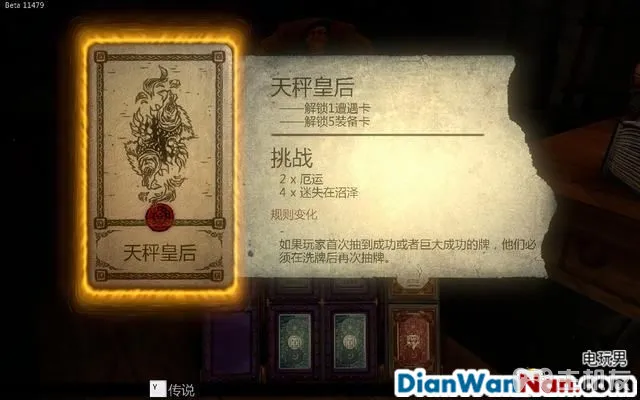 Beta 11479
天秤皇后
——解锁1遭遇卡
——解锁5装备卡
挑战
2 x 厄运
4 x 迷失在沼泽
规则变化
-
如果玩家首次抽到成功或者巨大成功的牌，他们必
须在洗牌后再次抽牌。
天秤皇后
Y 传说
电玩男
DianWanNan.com